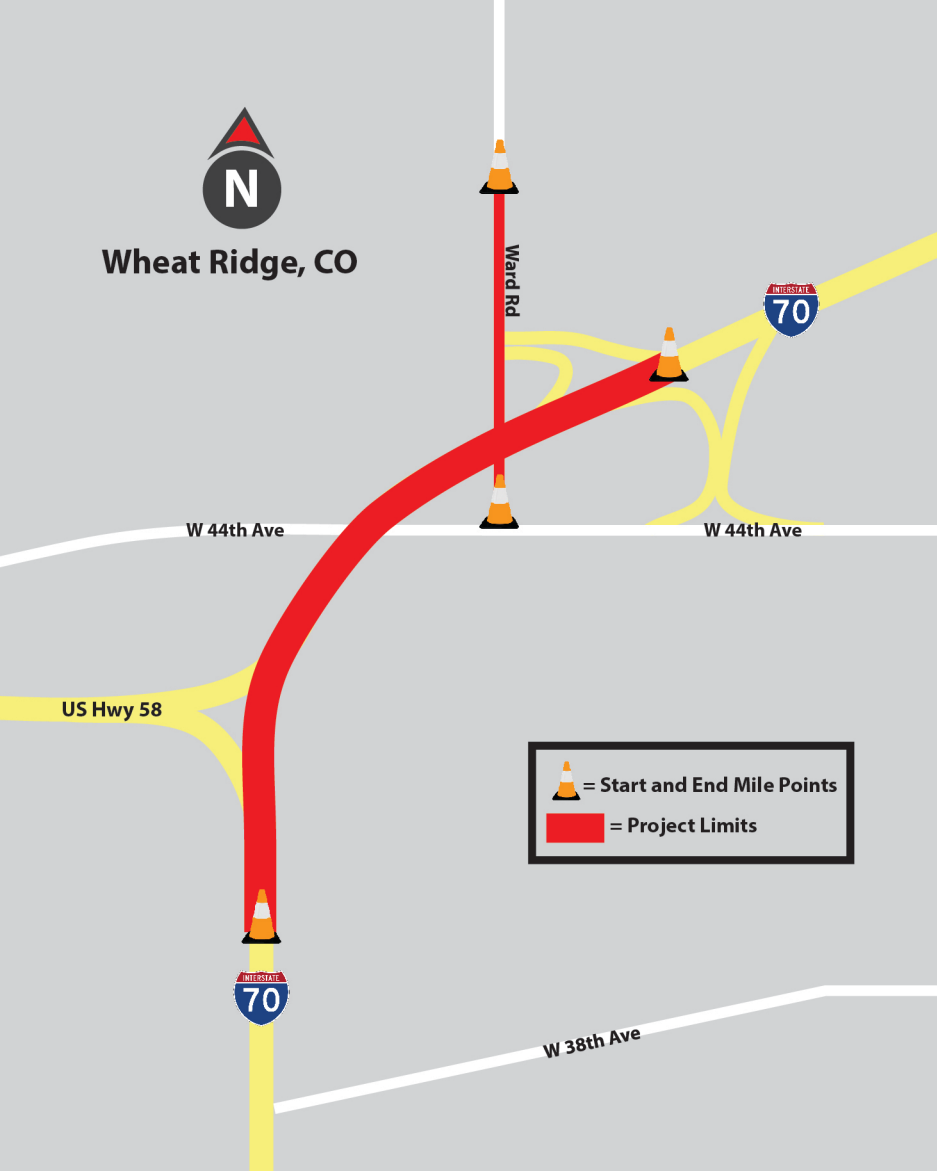 N
Wheat Ridge, CO
Ward Rd
INTERSTATE
70
W 44th Ave
W 44th Ave
US Hwy 58
= Start and End Mile Points
= Project Limits
INTERSTATE
70
W 38th Ave